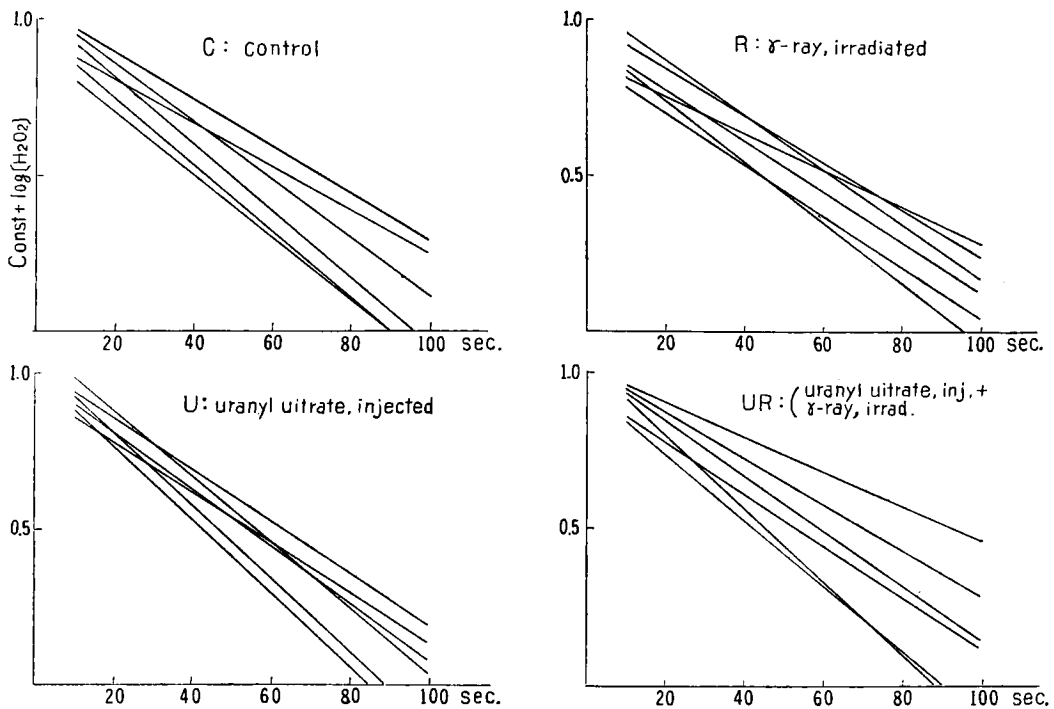 1.0
C: control
Const + log[H₂O₂]
20 40 60 80 100 sec.
1.0
R: γ-ray, irradiated
0.5
20 40 60 80 100 sec.
1.0
U: uranyl uitrate, injected
0.5
20 40 60 80 100 sec.
1.0
UR: (uranyl uitrate, inj. +
γ-ray, irrad.
0.5
20 40 60 80 100 sec.